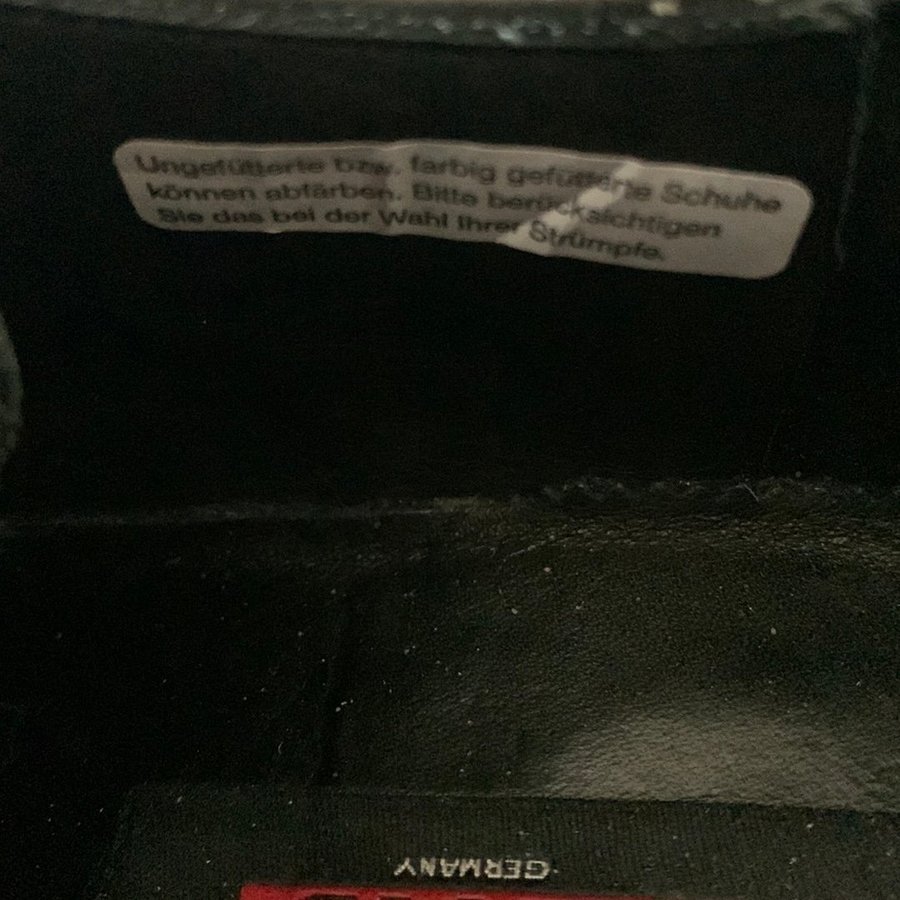 Ungefütterte bzw. farbig gefütterte Schuhe
können abfärben. Bitte berücksichtigen
Sie das bei der Wahl Ihrer Strümpfe.
GERMANY